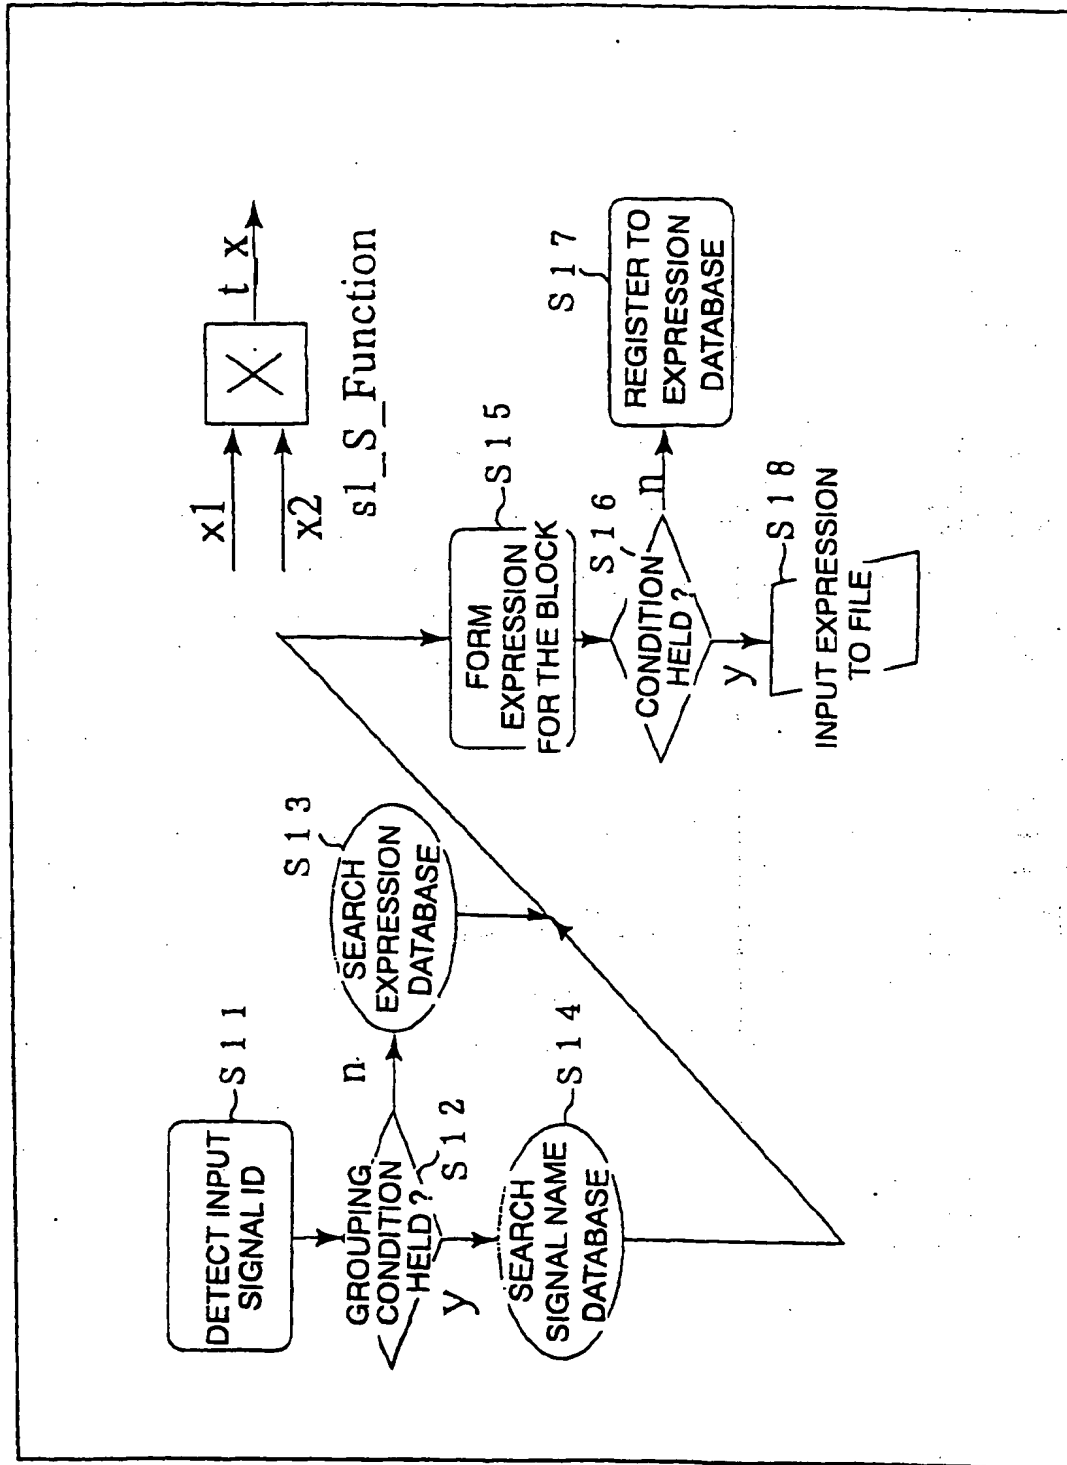 DETECT INPUT
SIGNAL ID
S11
GROUPING
CONDITION
HELD ?
S12
n
y
SEARCH
EXPRESSION
DATABASE
S13
SEARCH
SIGNAL NAME
DATABASE
S14
x1
x2
t_x
s1_S_Function
FORM
EXPRESSION
FOR THE BLOCK
S15
CONDITION
HELD ?
S16
n
y
REGISTER TO
EXPRESSION
DATABASE
S17
INPUT EXPRESSION
TO FILE
S18